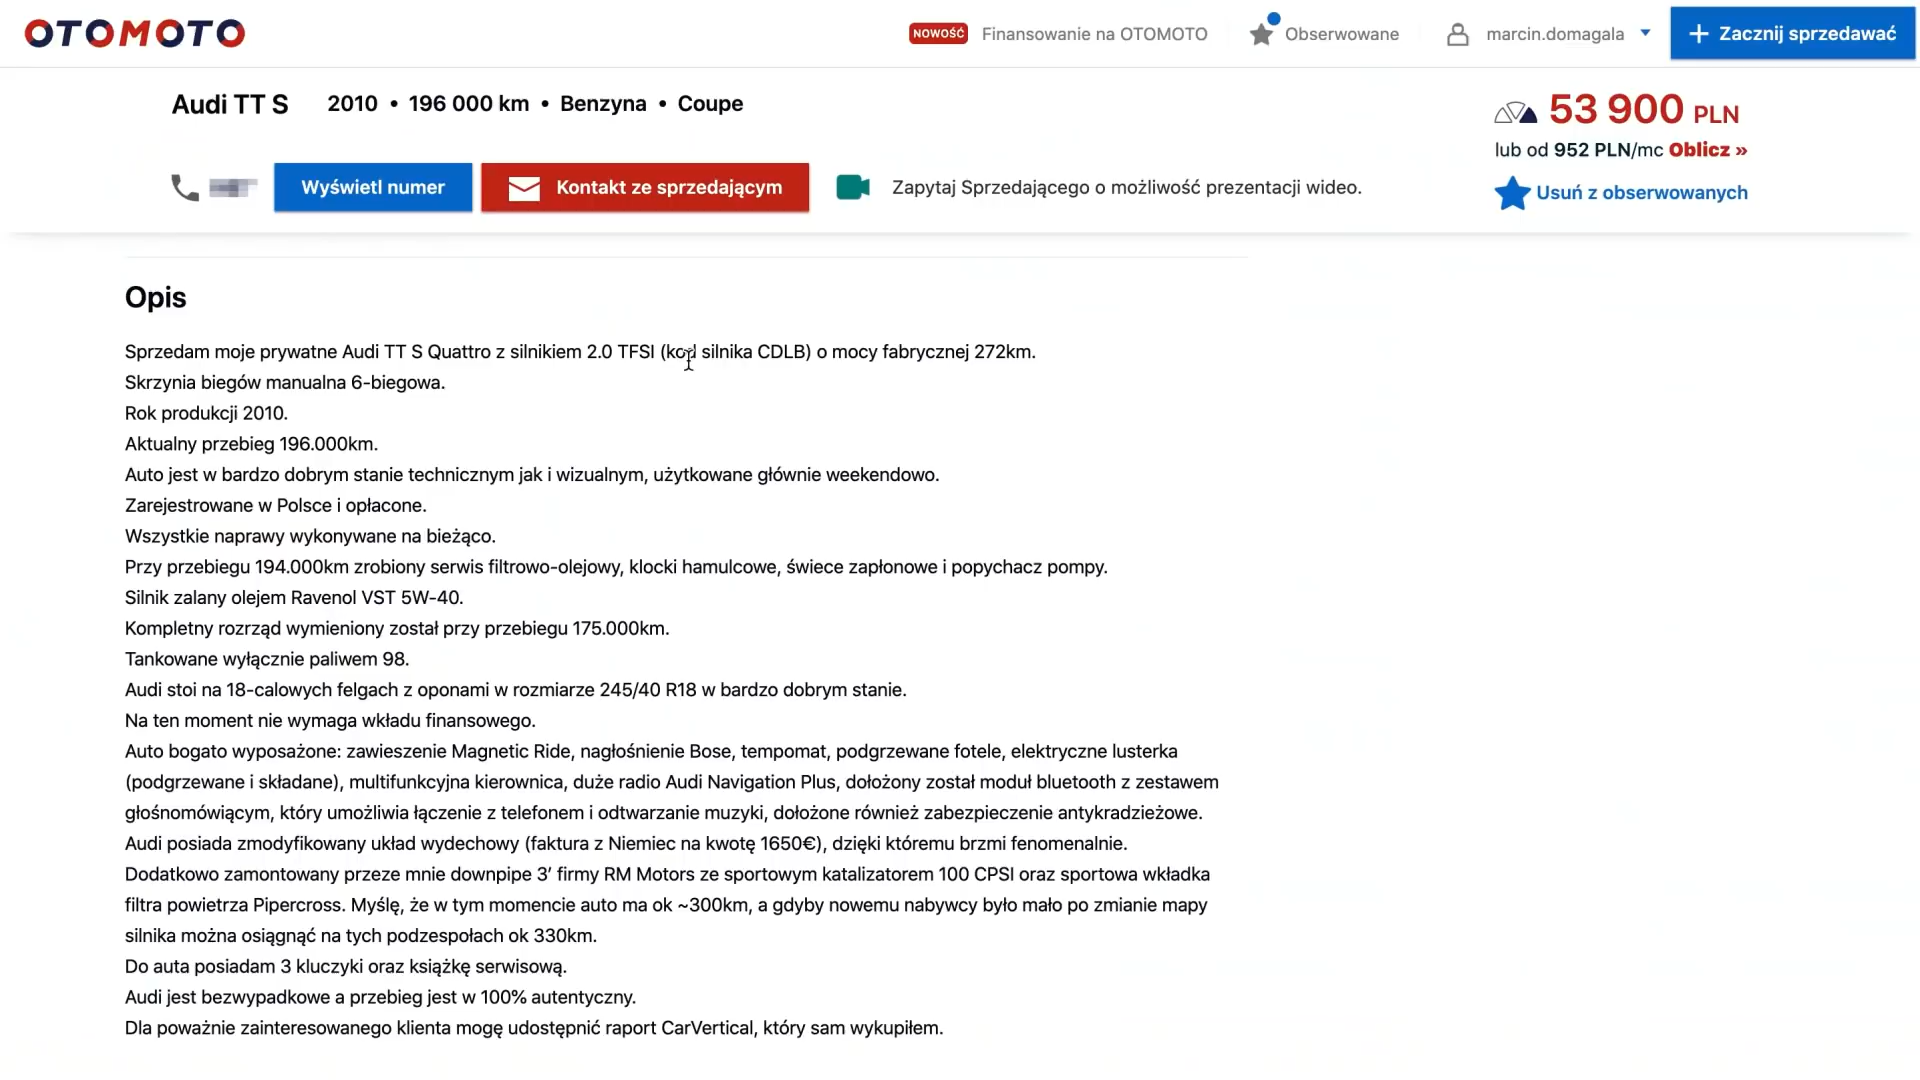 OTOMOTO
NOWOŚĆ Finansowanie na OTOMOTO Obserwowane marcin.domagala + Zacznij sprzedawać
Audi TT S 2010 • 196 000 km • Benzyna • Coupe
53 900 PLN
lub od 952 PLN/mc Oblicz »
Wyświetl numer Kontakt ze sprzedającym Zapytaj Sprzedającego o możliwość prezentacji wideo.
Usuń z obserwowanych
Opis
Sprzedam moje prywatne Audi TT S Quattro z silnikiem 2.0 TFSI (kod silnika CDLB) o mocy fabrycznej 272km.
Skrzynia biegów manualna 6-biegowa.
Rok produkcji 2010.
Aktualny przebieg 196.000km.
Auto jest w bardzo dobrym stanie technicznym jak i wizualnym, użytkowane głównie weekendowo.
Zarejestrowane w Polsce i opłacone.
Wszystkie naprawy wykonywane na bieżąco.
Przy przebiegu 194.000km zrobiony serwis filtrowo-olejowy, klocki hamulcowe, świece zapłonowe i popychacz pompy.
Silnik zalany olejem Ravenol VST 5W-40.
Kompletny rozrząd wymieniony został przy przebiegu 175.000km.
Tankowane wyłącznie paliwem 98.
Audi stoi na 18-calowych felgach z oponami w rozmiarze 245/40 R18 w bardzo dobrym stanie.
Na ten moment nie wymaga wkładu finansowego.
Auto bogato wyposażone: zawieszenie Magnetic Ride, nagłośnienie Bose, tempomat, podgrzewane fotele, elektryczne lusterka
(podgrzewane i składane), multifunkcyjna kierownica, duże radio Audi Navigation Plus, dołożony został moduł bluetooth z zestawem
głośnomówiącym, który umożliwia łączenie z telefonem i odtwarzanie muzyki, dołożone również zabezpieczenie antykradzieżowe.
Audi posiada zmodyfikowany układ wydechowy (faktura z Niemiec na kwotę 1650€), dzięki któremu brzmi fenomenalnie.
Dodatkowo zamontowany przeze mnie downpipe 3’ firmy RM Motors ze sportowym katalizatorem 100 CPSI oraz sportowa wkładka
filtra powietrza Pipercross. Myślę, że w tym momencie auto ma ok ~300km, a gdyby nowemu nabywcy było mało po zmianie mapy
silnika można osiągnąć na tych podzespołach ok 330km.
Do auta posiadam 3 kluczyki oraz książkę serwisową.
Audi jest bezwypadkowe a przebieg jest w 100% autentyczny.
Dla poważnie zainteresowanego klienta mogę udostępnić raport CarVertical, który sam wykupiłem.